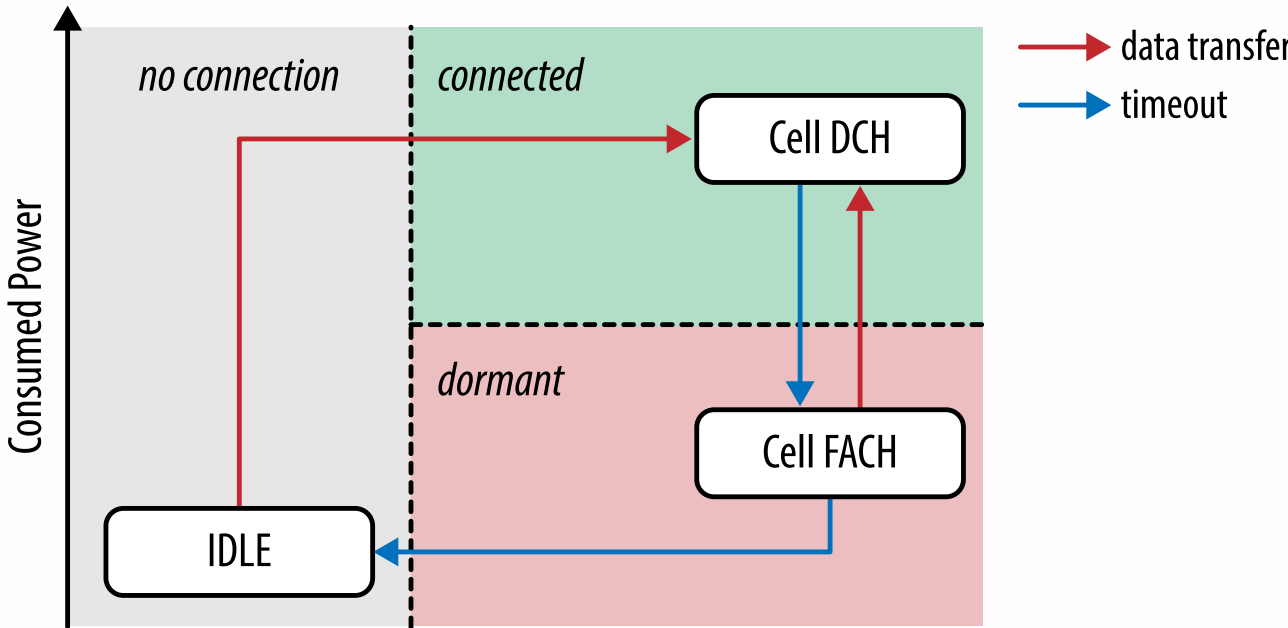 no connection
connected
data transfer
timeout
Cell DCH
Consumed Power
dormant
Cell FACH
IDLE